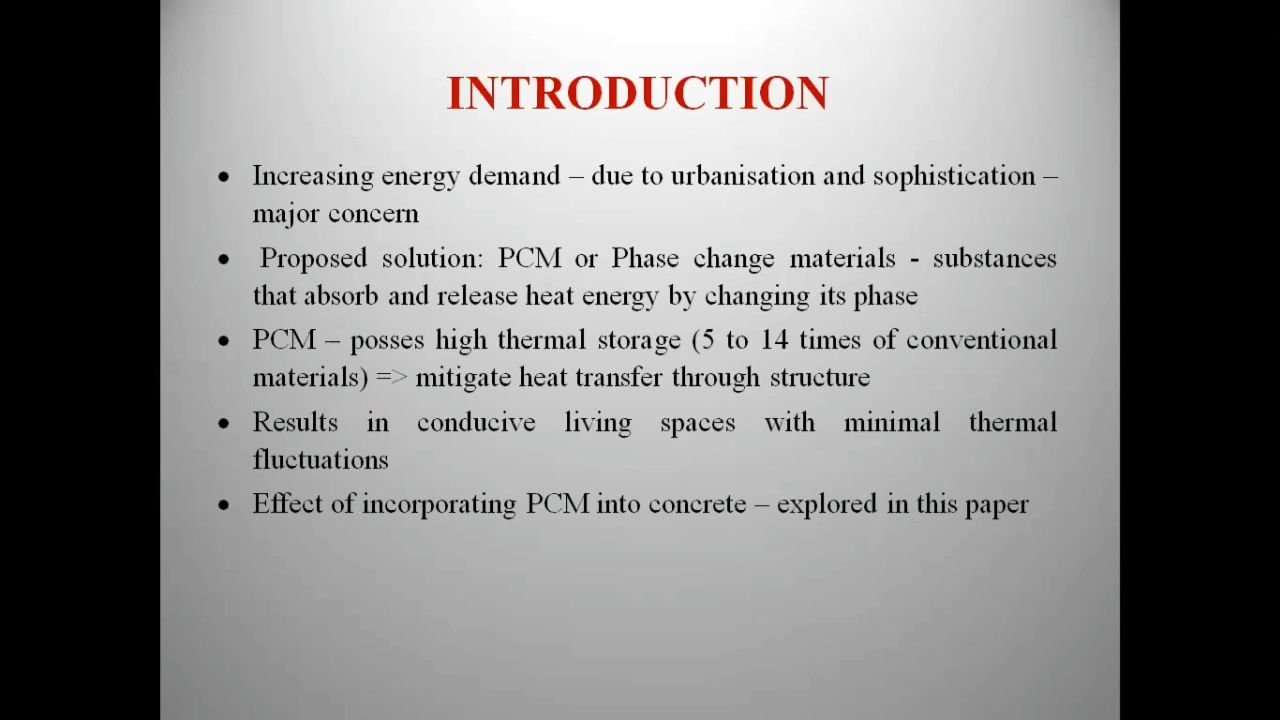 INTRODUCTION
• Increasing energy demand – due to urbanisation and sophistication –
major concern
• Proposed solution: PCM or Phase change materials - substances
that absorb and release heat energy by changing its phase
• PCM – posses high thermal storage (5 to 14 times of conventional
materials) => mitigate heat transfer through structure
• Results in conducive living spaces with minimal thermal
fluctuations
• Effect of incorporating PCM into concrete – explored in this paper